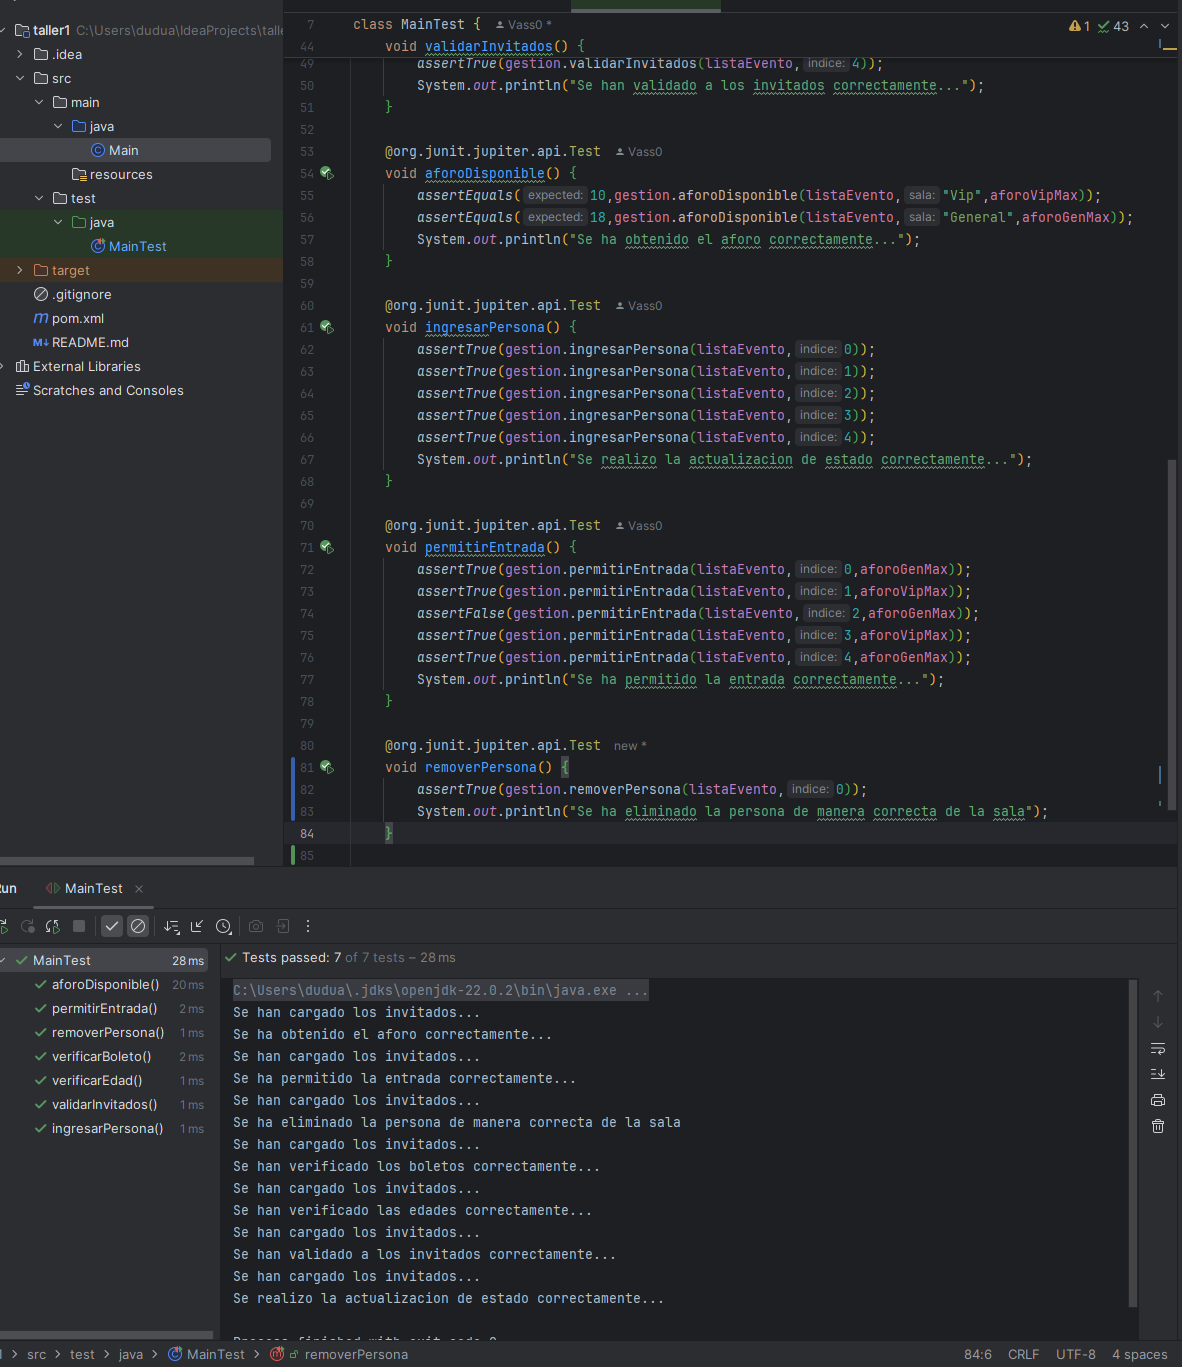 taller1 C:\Users\dudua\IdeaProjects\talle
.idea
src
main
java
Main
resources
test
java
MainTest
target
.gitignore
pom.xml
README.md
External Libraries
Scratches and Consoles
7 class MainTest { Vass0 *
1 43
44 void validarInvitados() {
49 assertTrue(gestion.validarInvitados(listaEvento, indice: 4));
50 System.out.println("Se han validado a los invitados correctamente...");
51 }
52
53 @org.junit.jupiter.api.Test Vass0
54 void aforoDisponible() {
55 assertEquals( expected: 10,gestion.aforoDisponible(listaEvento, sala: "Vip",aforoVipMax));
56 assertEquals( expected: 18,gestion.aforoDisponible(listaEvento, sala: "General",aforoGenMax));
57 System.out.println("Se ha obtenido el aforo correctamente...");
58 }
59
60 @org.junit.jupiter.api.Test Vass0
61 void ingresarPersona() {
62 assertTrue(gestion.ingresarPersona(listaEvento, indice: 0));
63 assertTrue(gestion.ingresarPersona(listaEvento, indice: 1));
64 assertTrue(gestion.ingresarPersona(listaEvento, indice: 2));
65 assertTrue(gestion.ingresarPersona(listaEvento, indice: 3));
66 assertTrue(gestion.ingresarPersona(listaEvento, indice: 4));
67 System.out.println("Se realizo la actualizacion de estado correctamente...");
68 }
69
70 @org.junit.jupiter.api.Test Vass0
71 void permitirEntrada() {
72 assertTrue(gestion.permitirEntrada(listaEvento, indice: 0,aforoGenMax));
73 assertTrue(gestion.permitirEntrada(listaEvento, indice: 1,aforoVipMax));
74 assertFalse(gestion.permitirEntrada(listaEvento, indice: 2,aforoGenMax));
75 assertTrue(gestion.permitirEntrada(listaEvento, indice: 3,aforoVipMax));
76 assertTrue(gestion.permitirEntrada(listaEvento, indice: 4,aforoGenMax));
77 System.out.println("Se ha permitido la entrada correctamente...");
78 }
79
80 @org.junit.jupiter.api.Test new *
81 void removerPersona() {
82 assertTrue(gestion.removerPersona(listaEvento, indice: 0));
83 System.out.println("Se ha eliminado la persona de manera correcta de la sala");
84 }
85
un MainTest
MainTest 28 ms
aforoDisponible() 20 ms
permitirEntrada() 2 ms
removerPersona() 1 ms
verificarBoleto() 2 ms
verificarEdad() 1 ms
validarInvitados() 1 ms
ingresarPersona() 1 ms
Tests passed: 7 of 7 tests – 28 ms
C:\Users\dudua\.jdks\openjdk-22.0.2\bin\java.exe ...
Se han cargado los invitados...
Se ha obtenido el aforo correctamente...
Se han cargado los invitados...
Se ha permitido la entrada correctamente...
Se han cargado los invitados...
Se ha eliminado la persona de manera correcta de la sala
Se han cargado los invitados...
Se han verificado los boletos correctamente...
Se han cargado los invitados...
Se han verificado las edades correctamente...
Se han cargado los invitados...
Se han validado a los invitados correctamente...
Se han cargado los invitados...
Se realizo la actualizacion de estado correctamente...
Process finished with exit code 0
src > test > java > MainTest > removerPersona
84:6 CRLF UTF-8 4 spaces